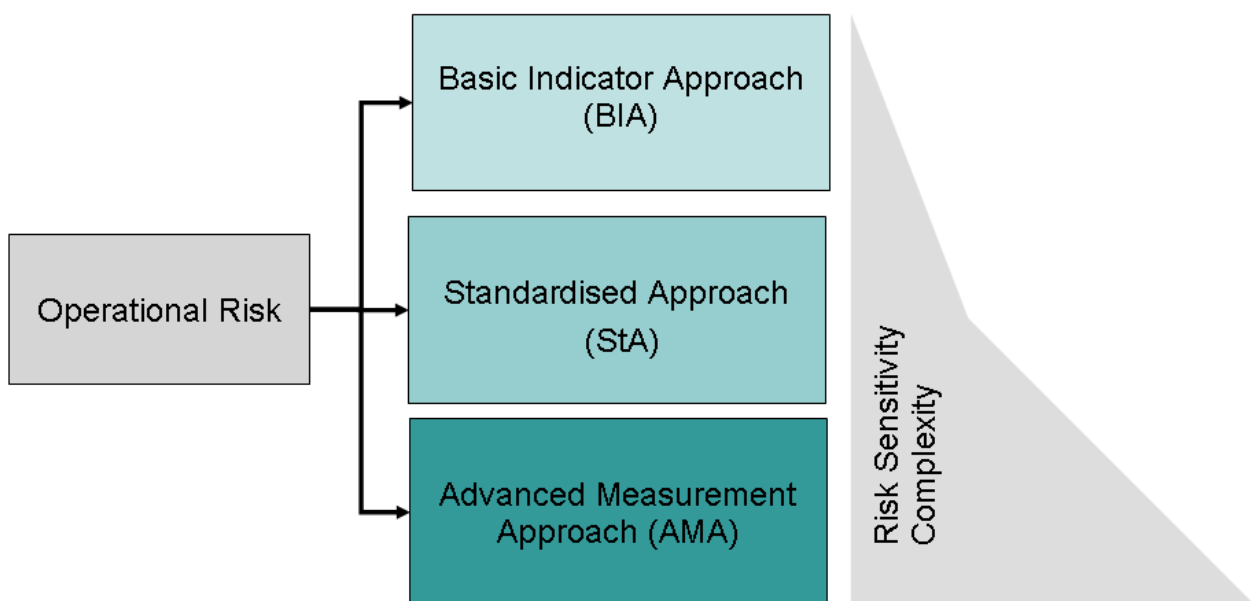 Operational Risk
Basic Indicator Approach
(BIA)
Standardised Approach
(StA)
Advanced Measurement
Approach (AMA)
Risk Sensitivity
Complexity